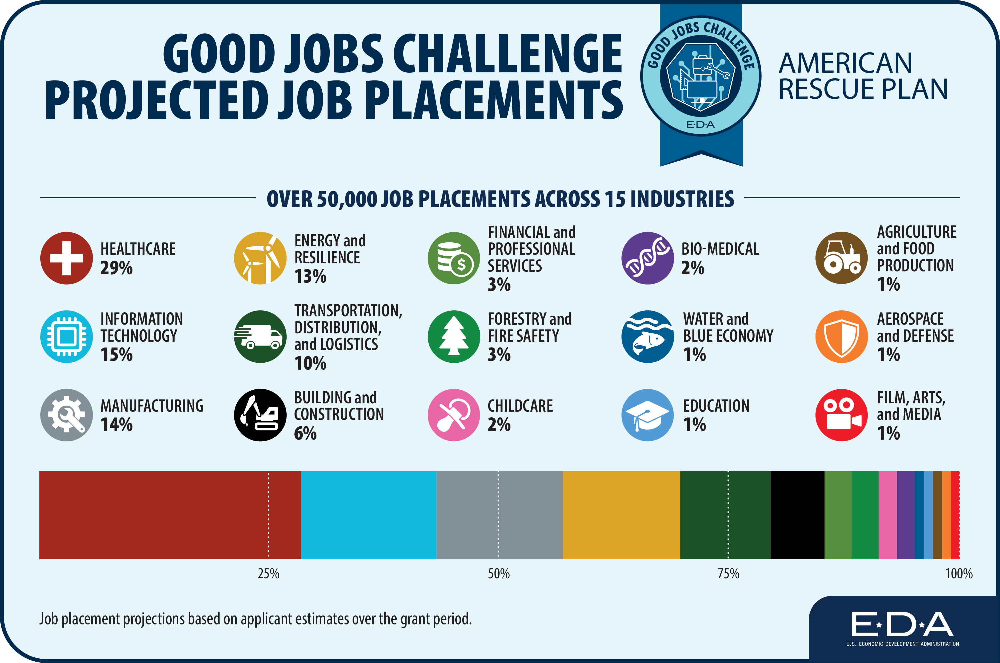 GOOD JOBS CHALLENGE
PROJECTED JOB PLACEMENTS
GOOD JOBS CHALLENGE
E·D·A
AMERICAN
RESCUE PLAN
OVER 50,000 JOB PLACEMENTS ACROSS 15 INDUSTRIES
HEALTHCARE
29%
INFORMATION
TECHNOLOGY
15%
MANUFACTURING
14%
ENERGY and
RESILIENCE
13%
TRANSPORTATION,
DISTRIBUTION,
and LOGISTICS
10%
BUILDING and
CONSTRUCTION
6%
FINANCIAL and
PROFESSIONAL
SERVICES
3%
$
FORESTRY and
FIRE SAFETY
3%
CHILDCARE
2%
BIO-MEDICAL
2%
WATER and
BLUE ECONOMY
1%
EDUCATION
1%
AGRICULTURE
and FOOD
PRODUCTION
1%
AEROSPACE
and DEFENSE
1%
FILM, ARTS,
and MEDIA
1%
25%
50%
75%
100%
Job placement projections based on applicant estimates over the grant period.
E★D★A
U.S. ECONOMIC DEVELOPMENT ADMINISTRATION